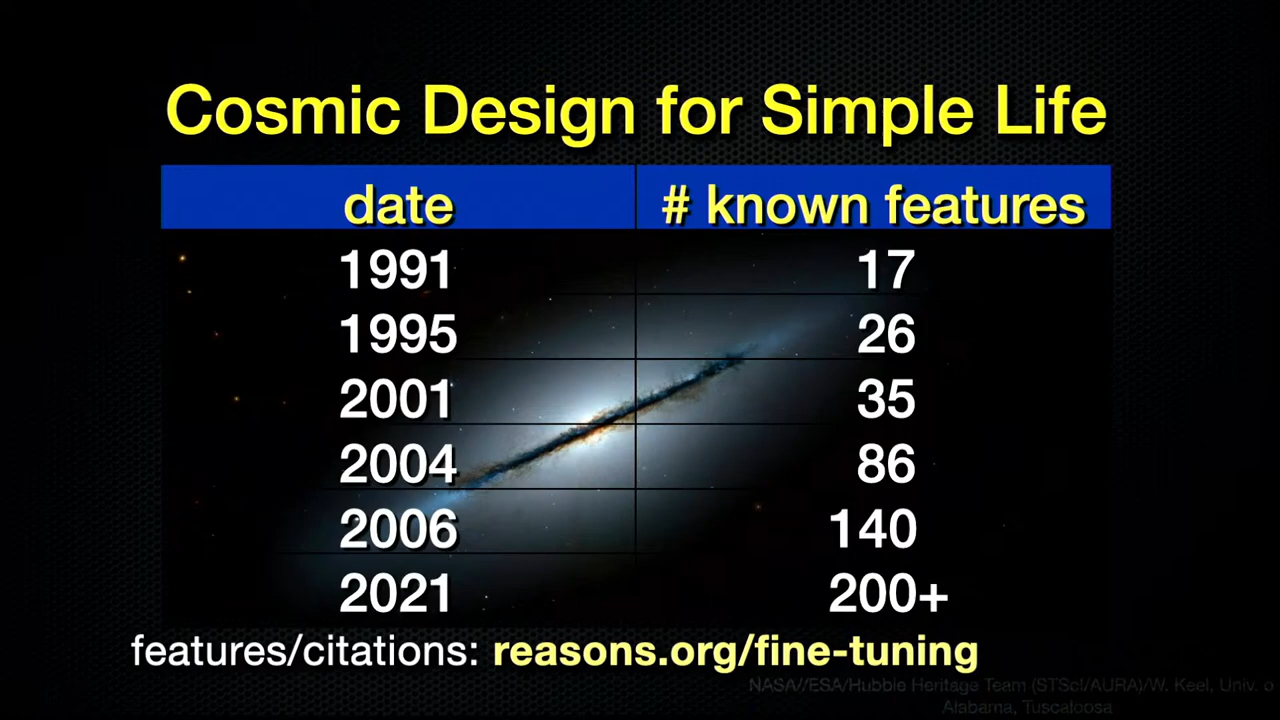 Cosmic Design for Simple Life
date # known features
1991 17
1995 26
2001 35
2004 86
2006 140
2021 200+
features/citations: reasons.org/fine-tuning
NASA//ESA/Hubble Heritage Team (STScI/AURA)/W. Keel, Univ. o
Alabama, Tuscaloosa